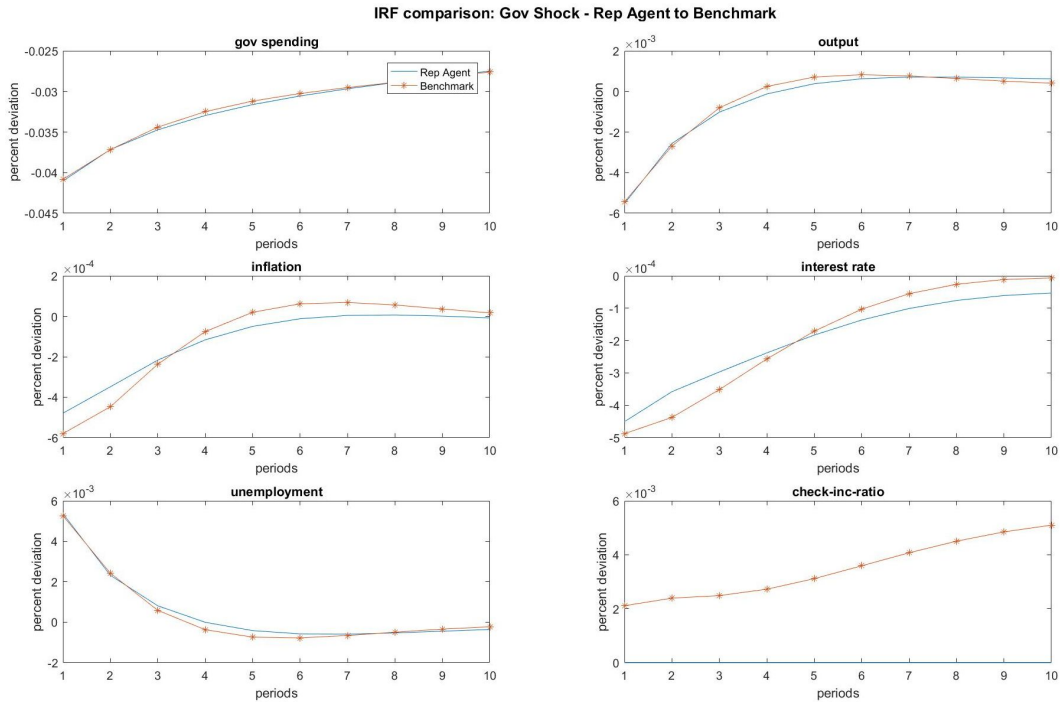 IRF comparison: Gov Shock - Rep Agent to Benchmark
gov spending
-0.025
-0.03
-0.035
-0.04
-0.045
percent deviation
1 2 3 4 5 6 7 8 9 10
periods
Rep Agent
Benchmark
output
×10⁻³
2
0
-2
-4
-6
percent deviation
1 2 3 4 5 6 7 8 9 10
periods
inflation
×10⁻⁴
2
0
-2
-4
-6
percent deviation
1 2 3 4 5 6 7 8 9 10
periods
interest rate
×10⁻⁴
0
-1
-2
-3
-4
-5
percent deviation
1 2 3 4 5 6 7 8 9 10
periods
unemployment
×10⁻³
6
4
2
0
-2
percent deviation
1 2 3 4 5 6 7 8 9 10
periods
check-inc-ratio
×10⁻³
6
4
2
0
percent deviation
1 2 3 4 5 6 7 8 9 10
periods